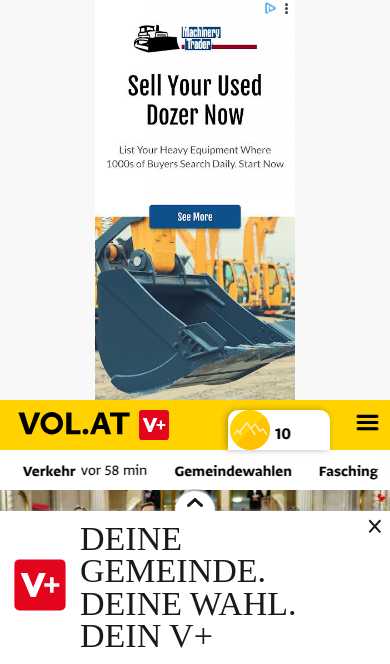 Machinery
Trader
Sell Your Used
Dozer Now
List Your Heavy Equipment Where
1000s of Buyers Search Daily. Start Now
See More
VOL.AT V+
10
Verkehr vor 58 min Gemeindewahlen Fasching
V+
DEINE
GEMEINDE.
DEINE WAHL.
DEIN V+